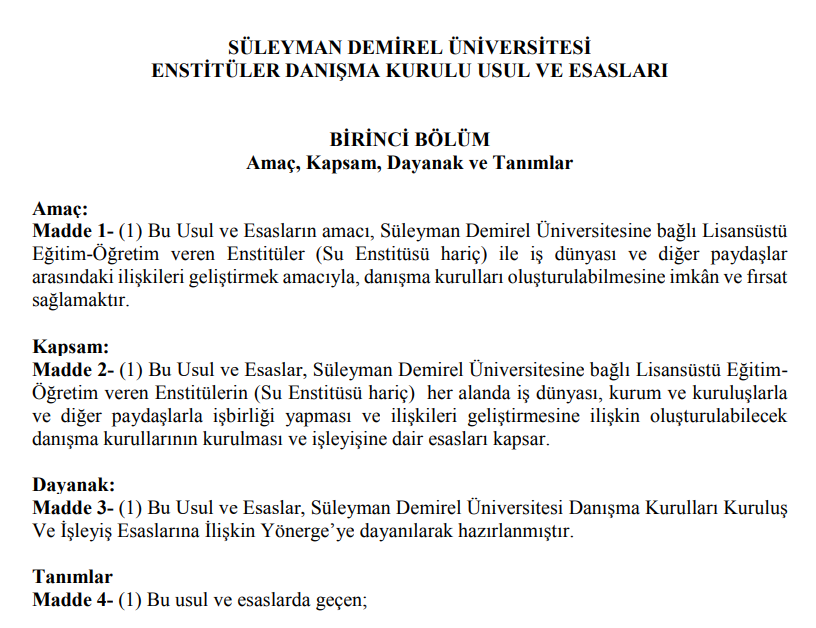 SÜLEYMAN DEMİREL ÜNİVERSİTESİ
ENSTİTÜLER DANIŞMA KURULU USUL VE ESASLARI
BİRİNCİ BÖLÜM
Amaç, Kapsam, Dayanak ve Tanımlar
Amaç:
Madde 1- (1) Bu Usul ve Esasların amacı, Süleyman Demirel Üniversitesine bağlı Lisansüstü
Eğitim-Öğretim veren Enstitüler (Su Enstitüsü hariç) ile iş dünyası ve diğer paydaşlar
arasındaki ilişkileri geliştirmek amacıyla, danışma kurulları oluşturulabilmesine imkân ve fırsat
sağlamaktır.
Kapsam:
Madde 2- (1) Bu Usul ve Esaslar, Süleyman Demirel Üniversitesine bağlı Lisansüstü Eğitim-
Öğretim veren Enstitülerin (Su Enstitüsü hariç) her alanda iş dünyası, kurum ve kuruluşlarla
ve diğer paydaşlarla işbirliği yapması ve ilişkileri geliştirmesine ilişkin oluşturulabilecek
danışma kurullarının kurulması ve işleyişine dair esasları kapsar.
Dayanak:
Madde 3- (1) Bu Usul ve Esaslar, Süleyman Demirel Üniversitesi Danışma Kurulları Kuruluş
Ve İşleyiş Esaslarına İlişkin Yönerge’ye dayanılarak hazırlanmıştır.
Tanımlar
Madde 4- (1) Bu usul ve esaslarda geçen;